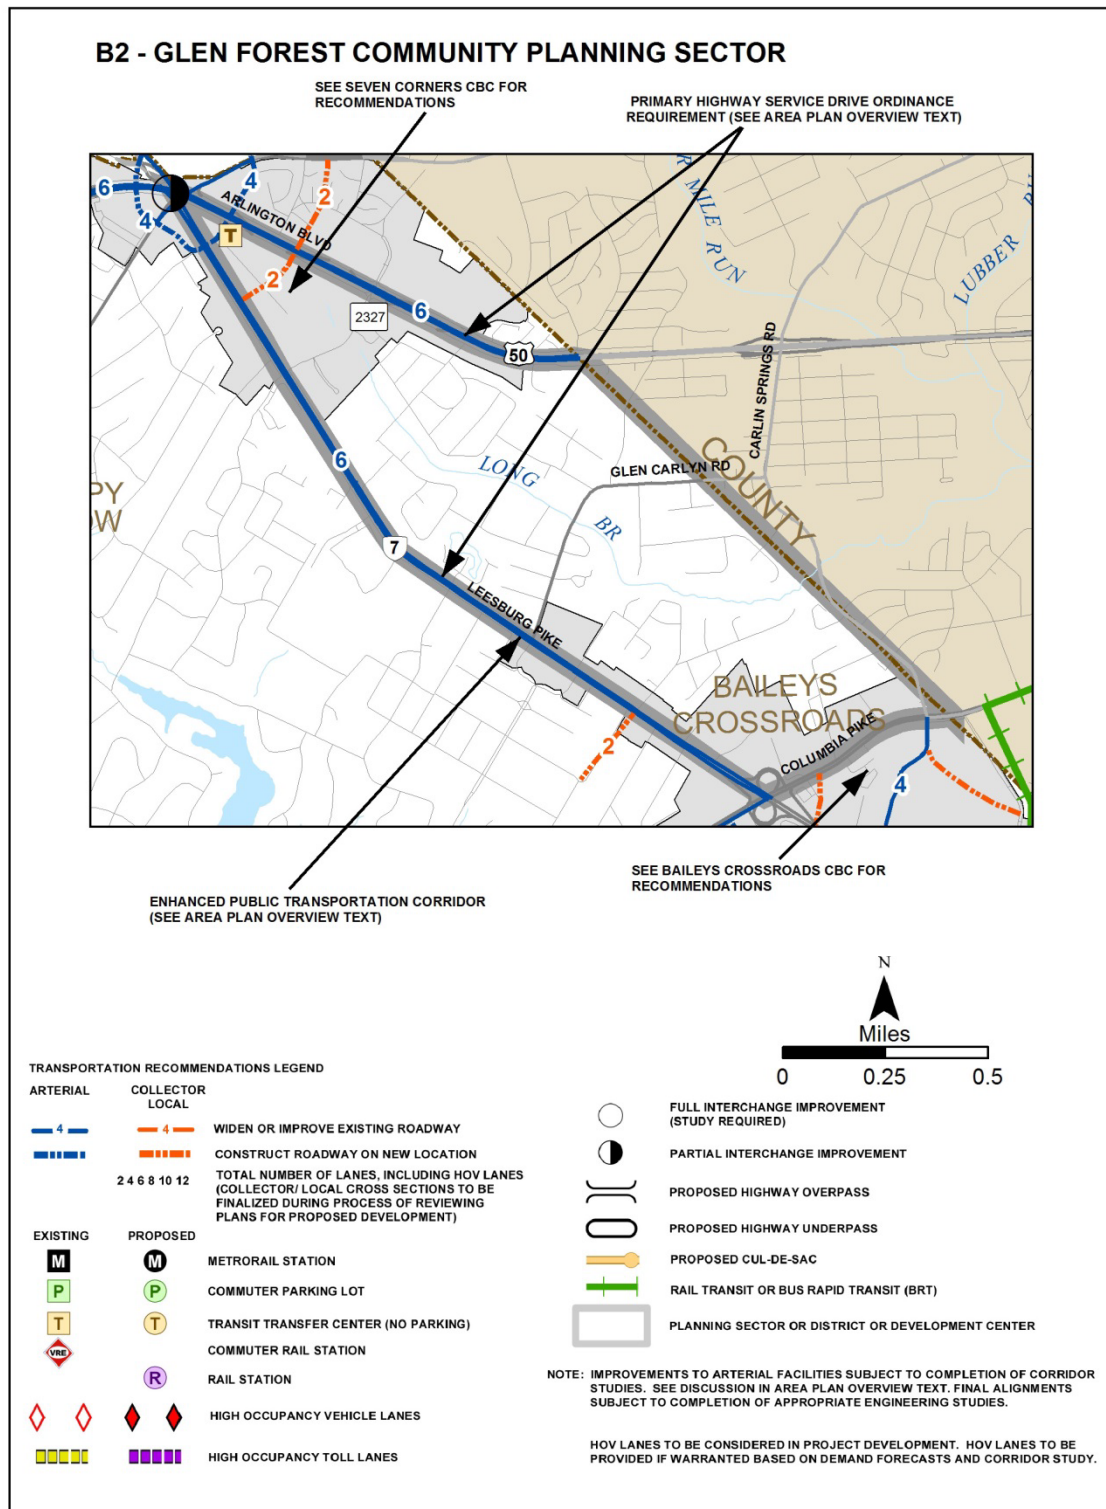 B2 - GLEN FOREST COMMUNITY PLANNING SECTOR
SEE SEVEN CORNERS CBC FOR
RECOMMENDATIONS
PRIMARY HIGHWAY SERVICE DRIVE ORDINANCE
REQUIREMENT (SEE AREA PLAN OVERVIEW TEXT)
6
4
4
2
ARLINGTON BLVD
T
2
2327
6
50
R MILE RUN
LUBBER
CARLIN SPRINGS RD
COUNTY
GLEN CARLYN RD
6
LONG
BR
PY
OW
7
LEESBURG PIKE
BAILEYS
CROSSROADS
COLUMBIA PIKE
2
4
SEE BAILEYS CROSSROADS CBC FOR
RECOMMENDATIONS
ENHANCED PUBLIC TRANSPORTATION CORRIDOR
(SEE AREA PLAN OVERVIEW TEXT)
N
Miles
0 0.25 0.5
TRANSPORTATION RECOMMENDATIONS LEGEND
ARTERIAL COLLECTOR
LOCAL
4 4 WIDEN OR IMPROVE EXISTING ROADWAY
CONSTRUCT ROADWAY ON NEW LOCATION
2 4 6 8 10 12 TOTAL NUMBER OF LANES, INCLUDING HOV LANES
(COLLECTOR/ LOCAL CROSS SECTIONS TO BE
FINALIZED DURING PROCESS OF REVIEWING
PLANS FOR PROPOSED DEVELOPMENT)
EXISTING PROPOSED
M M METRORAIL STATION
P P COMMUTER PARKING LOT
T T TRANSIT TRANSFER CENTER (NO PARKING)
VRE COMMUTER RAIL STATION
R RAIL STATION
HIGH OCCUPANCY VEHICLE LANES
HIGH OCCUPANCY TOLL LANES
FULL INTERCHANGE IMPROVEMENT
(STUDY REQUIRED)
PARTIAL INTERCHANGE IMPROVEMENT
PROPOSED HIGHWAY OVERPASS
PROPOSED HIGHWAY UNDERPASS
PROPOSED CUL-DE-SAC
RAIL TRANSIT OR BUS RAPID TRANSIT (BRT)
PLANNING SECTOR OR DISTRICT OR DEVELOPMENT CENTER
NOTE: IMPROVEMENTS TO ARTERIAL FACILITIES SUBJECT TO COMPLETION OF CORRIDOR
STUDIES. SEE DISCUSSION IN AREA PLAN OVERVIEW TEXT. FINAL ALIGNMENTS
SUBJECT TO COMPLETION OF APPROPRIATE ENGINEERING STUDIES.
HOV LANES TO BE CONSIDERED IN PROJECT DEVELOPMENT. HOV LANES TO BE
PROVIDED IF WARRANTED BASED ON DEMAND FORECASTS AND CORRIDOR STUDY.